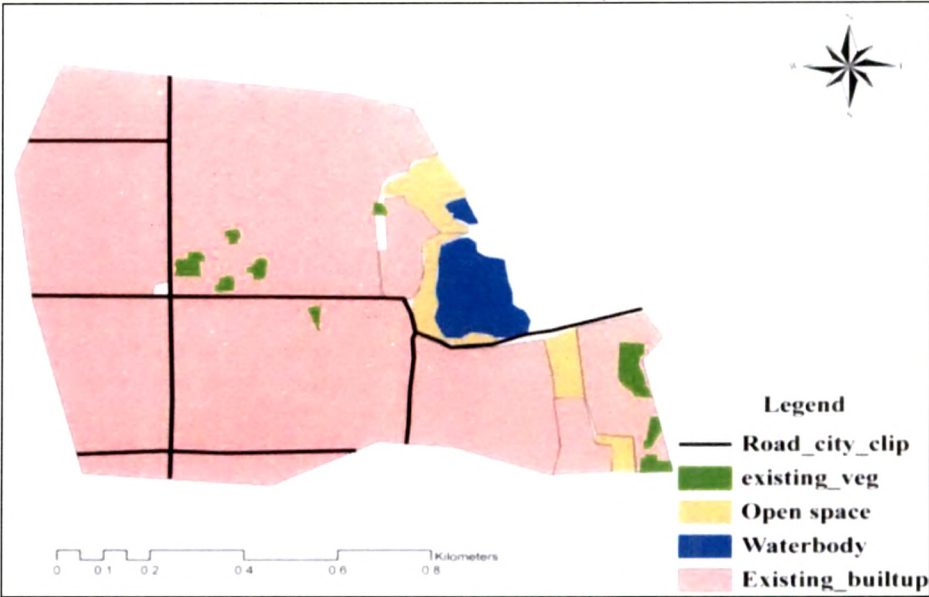 W
Legend
Road_city_clip
existing_veg
Open space
Waterbody
Existing_builtup
Kilometers
0 0 1 0 2 0 4 0 6 0 8